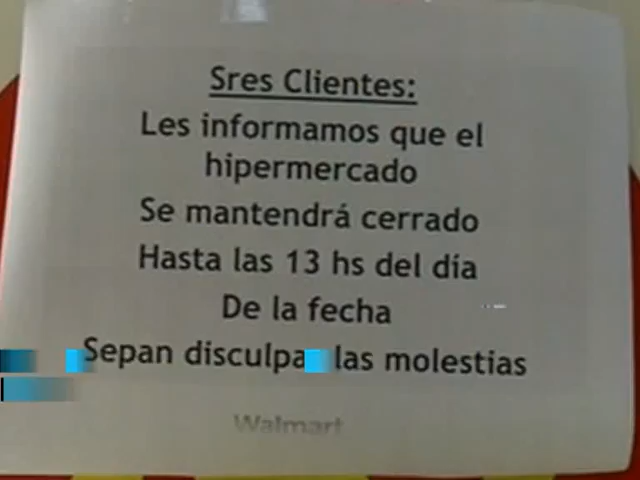 Sres Clientes:
Les informamos que el
hipermercado
Se mantendrá cerrado
Hasta las 13 hs del día
De la fecha
Sepan disculpa las molestias
Walmart